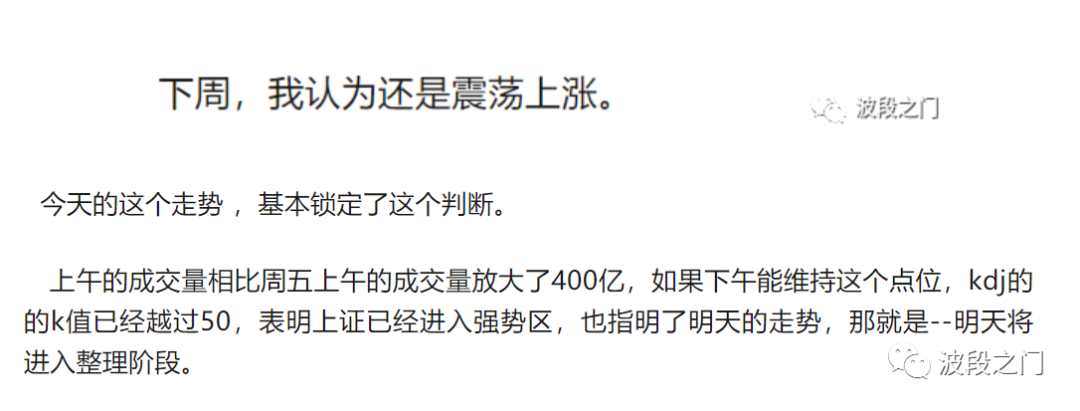 下周，我认为还是震荡上涨。
波段之门
今天的这个走势 ，基本锁定了这个判断。
上午的成交量相比周五上午的成交量放大了400亿，如果下午能维持这个点位，kdj的
的k值已经越过50，表明上证已经进入强势区，也指明了明天的走势，那就是--明天将
进入整理阶段。
波段之门